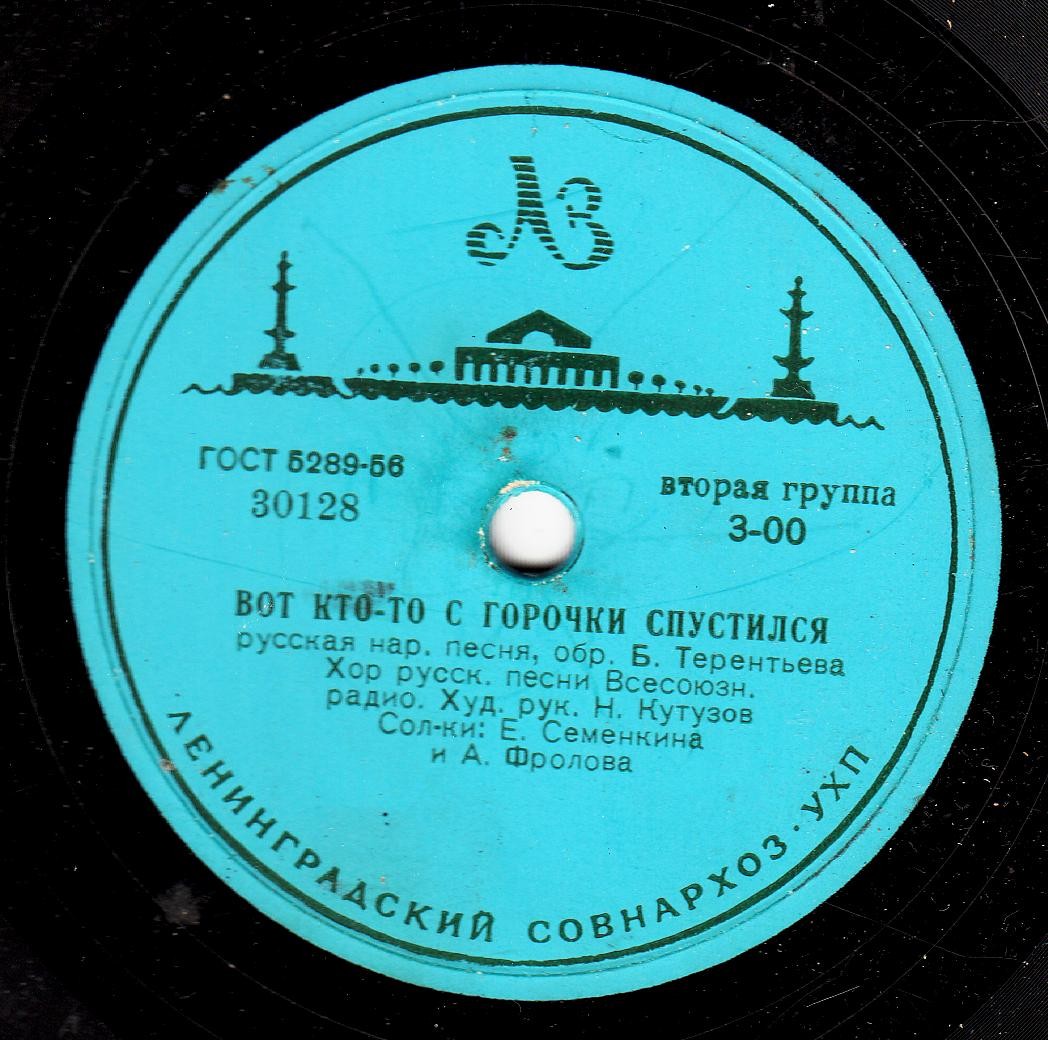 ЛЗ
ГОСТ 5289-56
30128
вторая группа
3-00
ВОТ КТО-ТО С ГОРОЧКИ СПУСТИЛСЯ
русская нар. песня, обр. Б. Терентьева
Хор русск. песни Всесоюзн.
радио. Худ. рук. Н. Кутузов
Сол-ки: Е. Семенкина
и А. Фролова
ЛЕНИНГРАДСКИЙ СОВНАРХОЗ · УХП